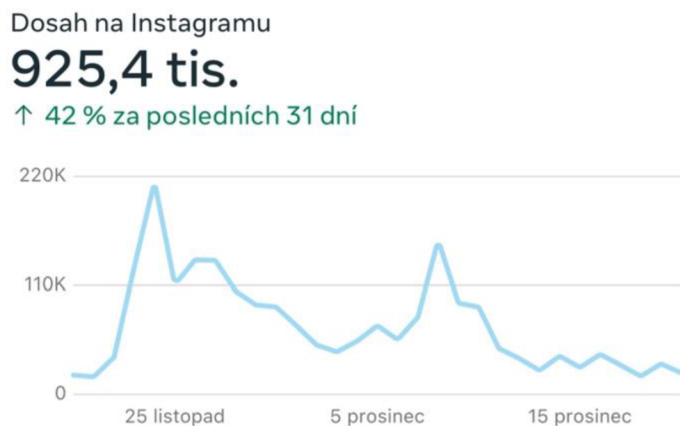 Dosah na Instagramu
925,4 tis.
↑ 42 % za posledních 31 dní
220K
110K
0
25 listopad 5 prosinec 15 prosinec